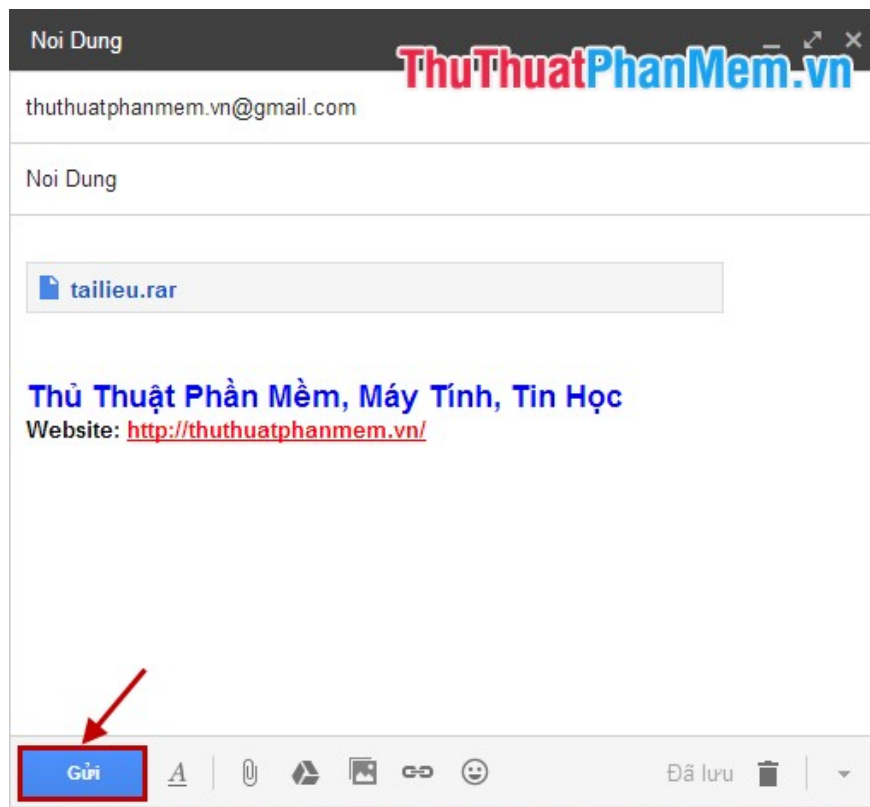 Noi Dung
ThuThuatPhanMem.vn
thuthuatphanmem.vn@gmail.com
Noi Dung
tailieu.rar
Thủ Thuật Phần Mềm, Máy Tính, Tin Học
Website: http://thuthuatphanmem.vn/
Gửi A Đã lưu